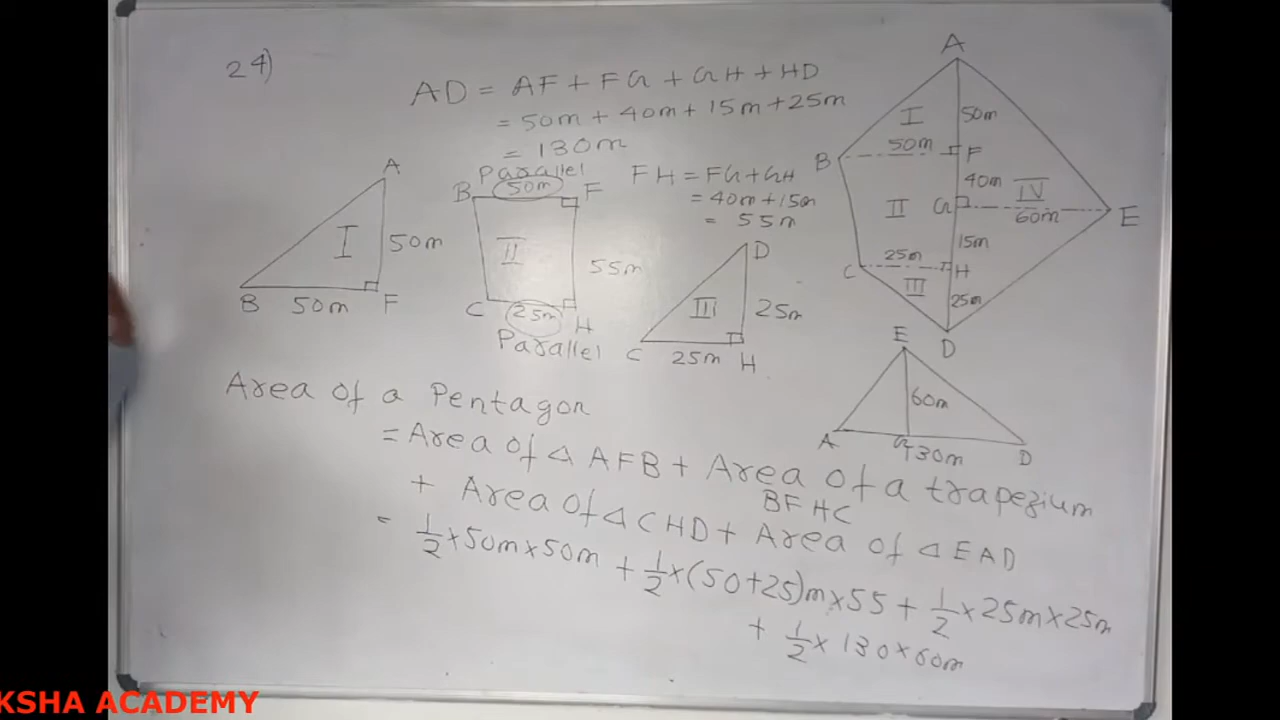 24)
AD = AF + FG + GH + HD
= 50m + 40m + 15m + 25m
= 130m
FH = FG + GH
= 40m + 15m
= 55m
A
I
50m
B
50m
F
Parallel
B
50m
F
II
55m
C
25m
H
Parallel
D
III
25m
C
25m
H
A
I
50m
B
50m
F
40m
IV
II
G
60m
E
15m
C
25m
H
III
25m
D
E
60m
A
G
130m
D
Area of a Pentagon
= Area of △ AFB + Area of a trapezium
BFHC
+ Area of △ CHD + Area of △ EAD
= 1/2 × 50m × 50m + 1/2 × (50+25)m × 55 + 1/2 × 25m × 25m
+ 1/2 × 130 × 60m
KSHA ACADEMY